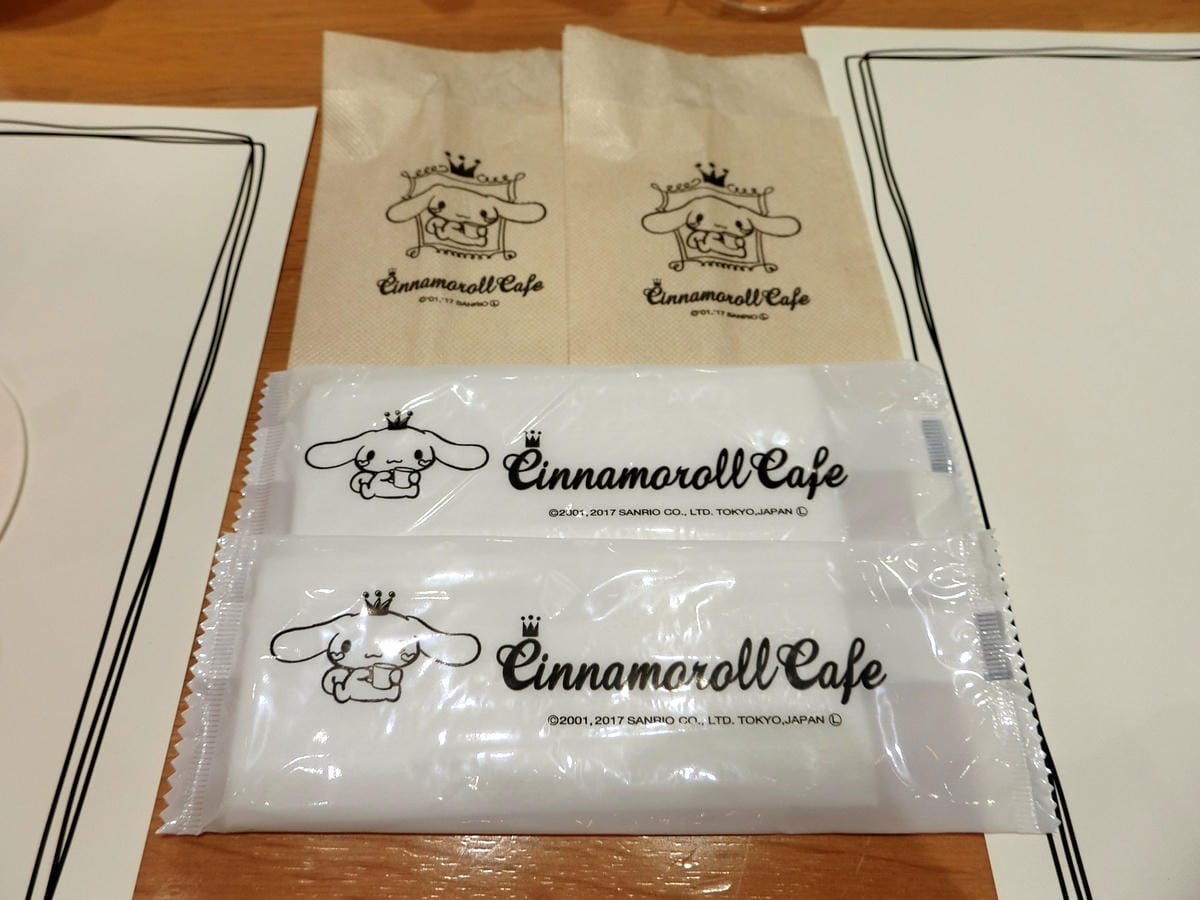 Cinnamoroll Cafe
©'01,'17 SANRIO Ⓛ
Cinnamoroll Cafe
©'01,'17 SANRIO Ⓛ
Cinnamoroll Cafe
©2001,2017 SANRIO CO., LTD. TOKYO,JAPAN Ⓛ
Cinnamoroll Cafe
©2001,2017 SANRIO CO., LTD. TOKYO,JAPAN Ⓛ